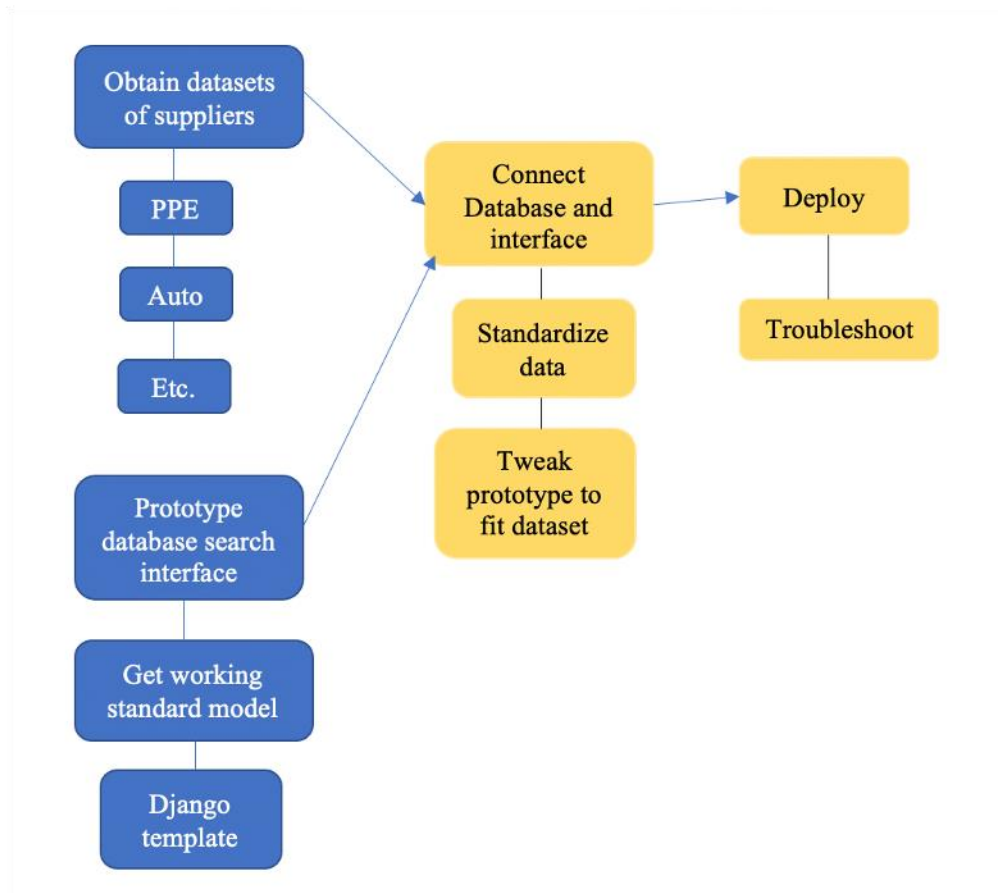 Obtain datasets
of suppliers
PPE
Auto
Etc.
Prototype
database search
interface
Get working
standard model
Django
template
Connect
Database and
interface
Standardize
data
Tweak
prototype to
fit dataset
Deploy
Troubleshoot